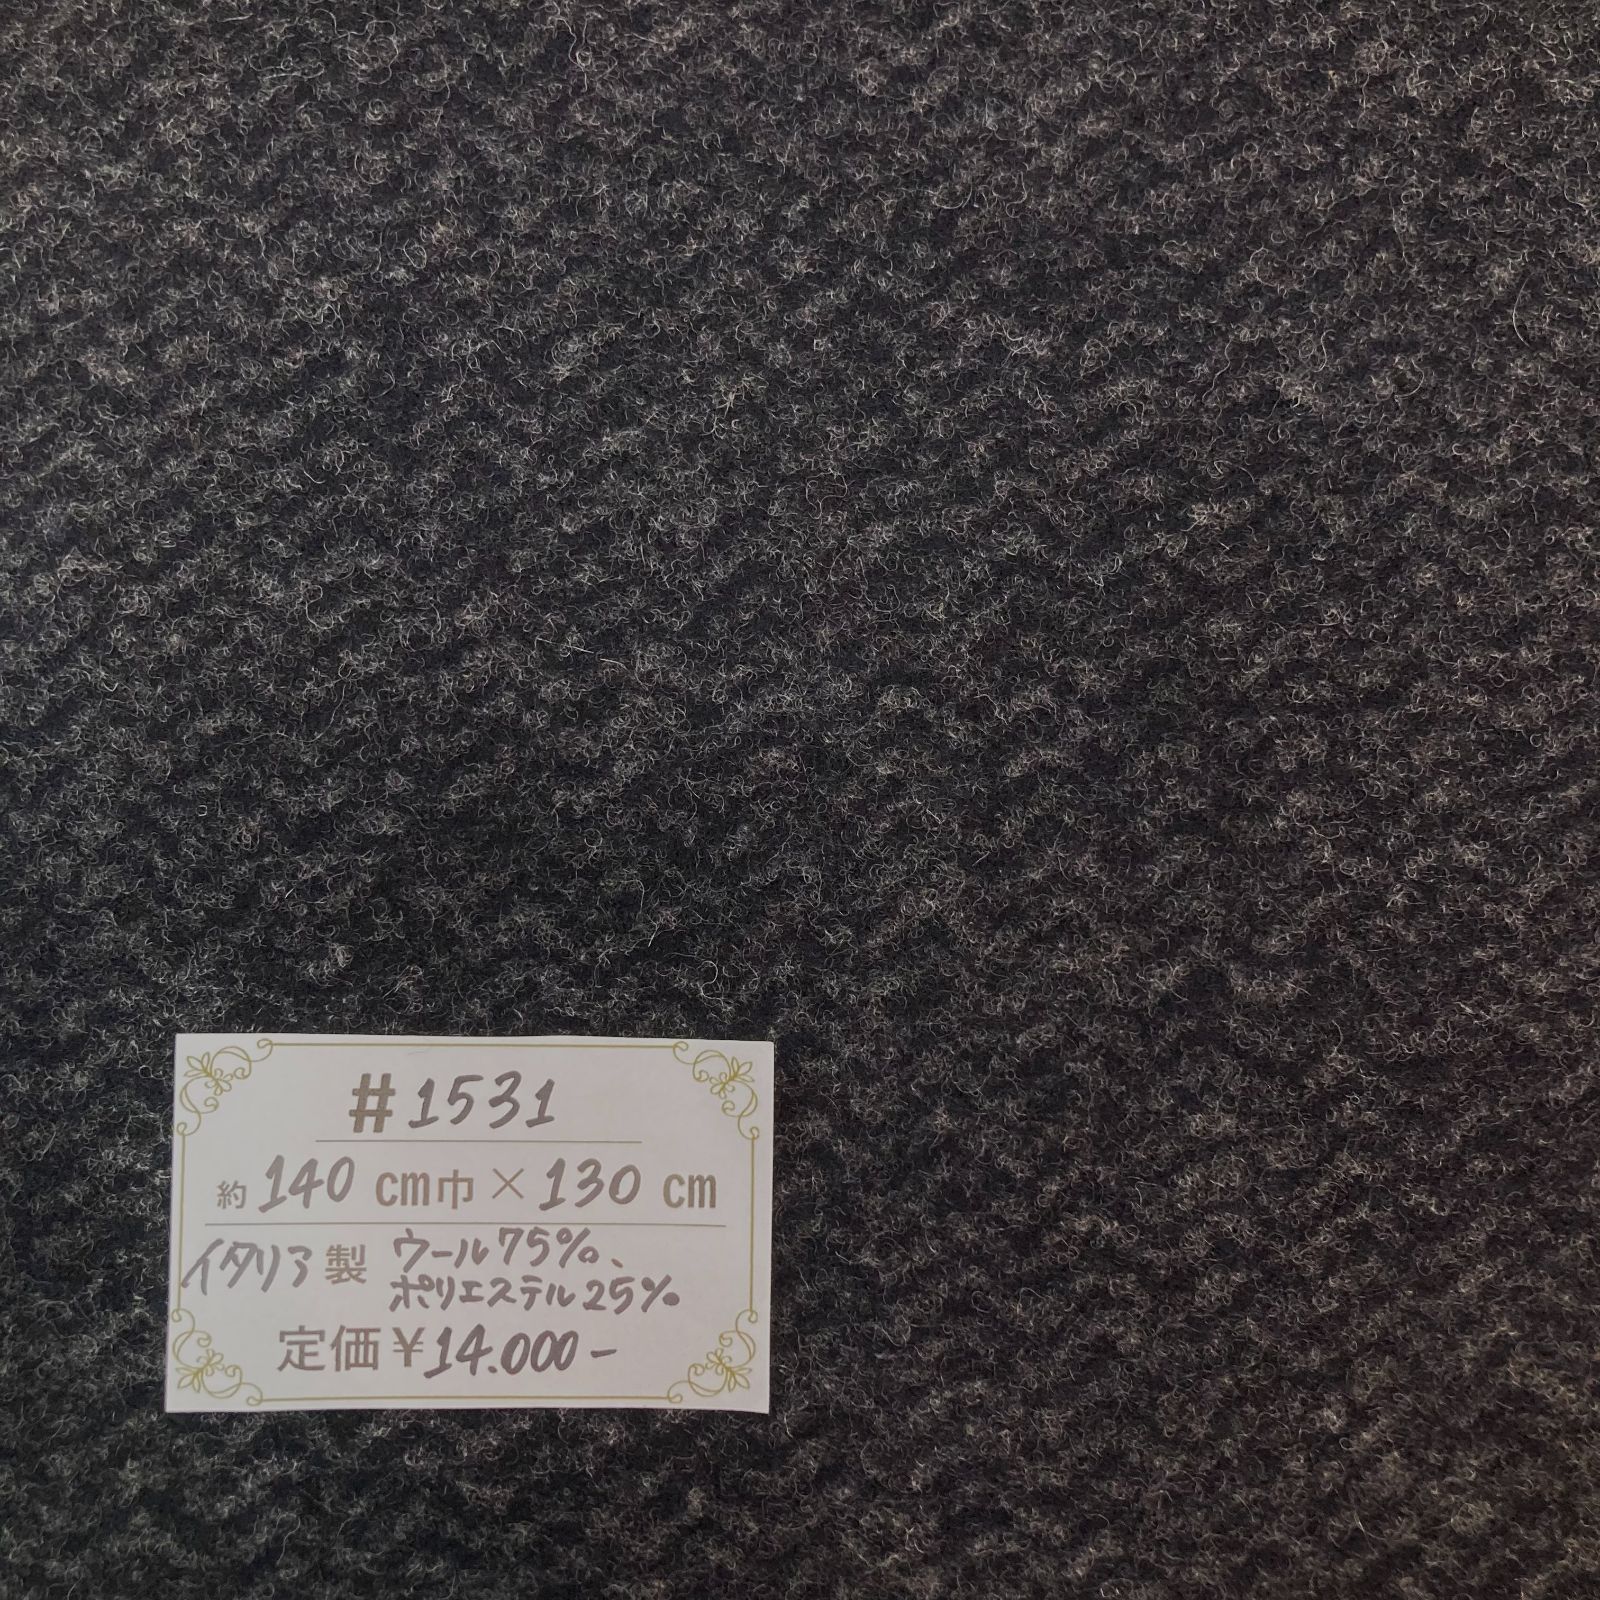 #1531
約140cm巾×130cm
イタリア製 ウール75%、
ポリエステル25%
定価¥14.000-